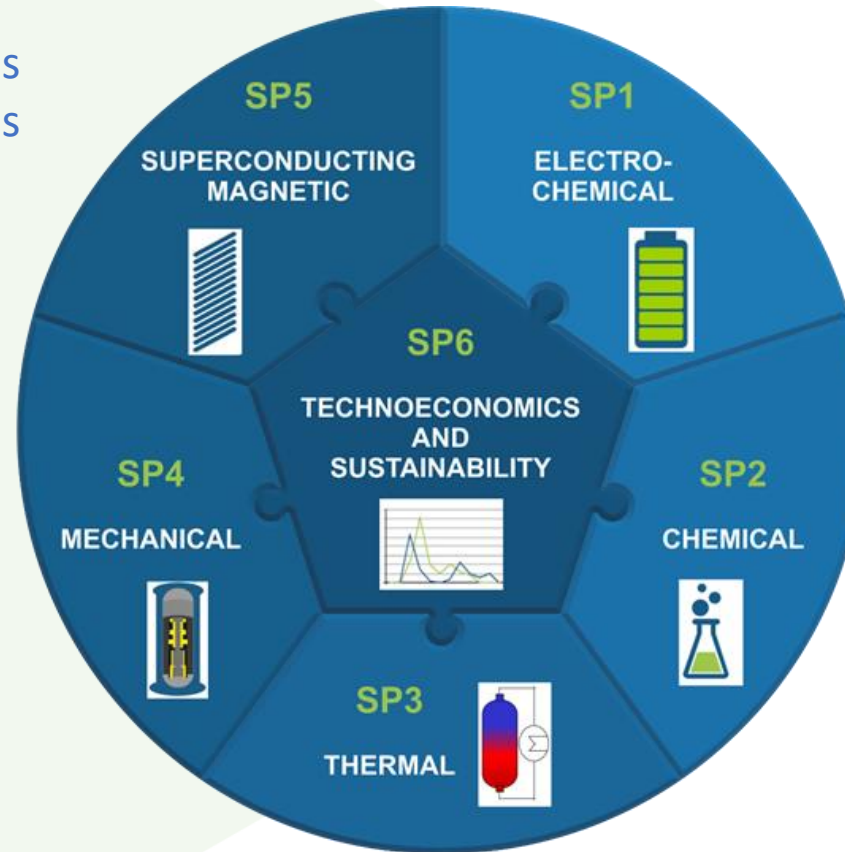 s
s
SP5
SUPERCONDUCTING
MAGNETIC
SP1
ELECTRO-
CHEMICAL
SP6
TECHNOECONOMICS
AND
SUSTAINABILITY
SP4
MECHANICAL
SP2
CHEMICAL
SP3
THERMAL